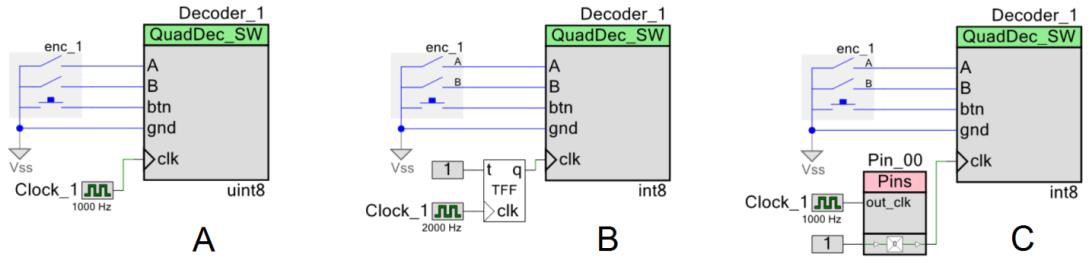 Decoder_1
QuadDec_SW
enc_1
A
B
btn
gnd
Vss
clk
Clock_1
1000 Hz
uint8
A
Decoder_1
QuadDec_SW
enc_1
A
A
B
B
btn
gnd
Vss
1
t q
clk
TFF
Clock_1
clk
2000 Hz
int8
B
Decoder_1
QuadDec_SW
enc_1
A
A
B
B
btn
gnd
Vss
Pin_00
clk
Pins
Clock_1
out_clk
1000 Hz
int8
1
C